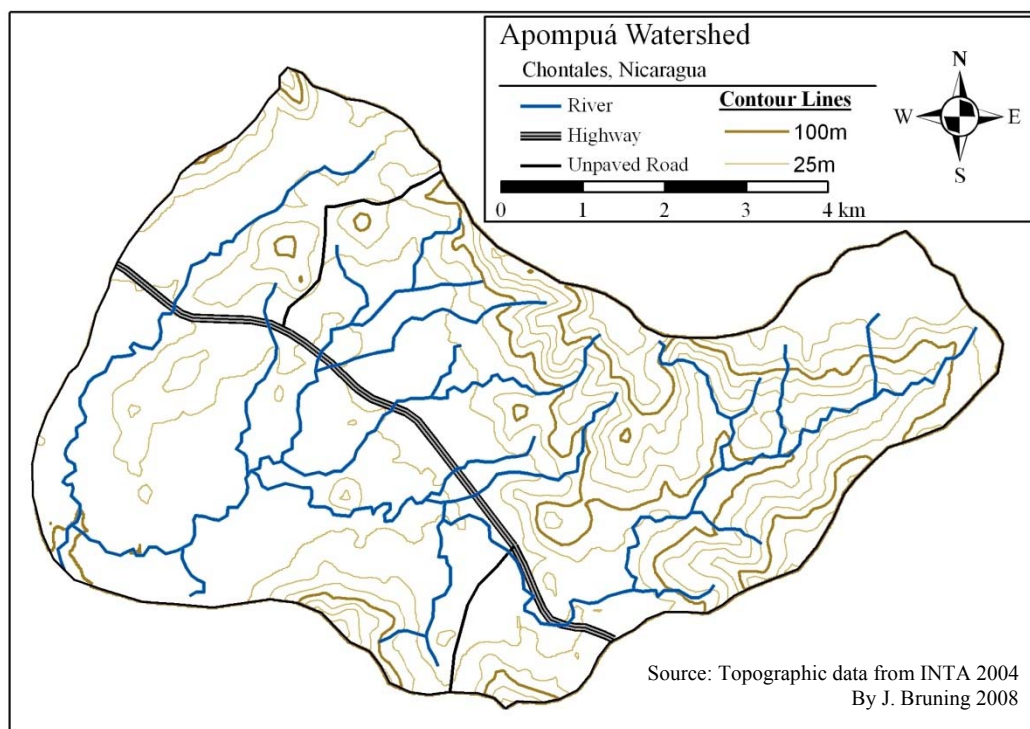 Apompuá Watershed
Chontales, Nicaragua
River
Highway
Unpaved Road
Contour Lines
100m
25m
0 1 2 3 4 km
N
W E
S
Source: Topographic data from INTA 2004
By J. Bruning 2008